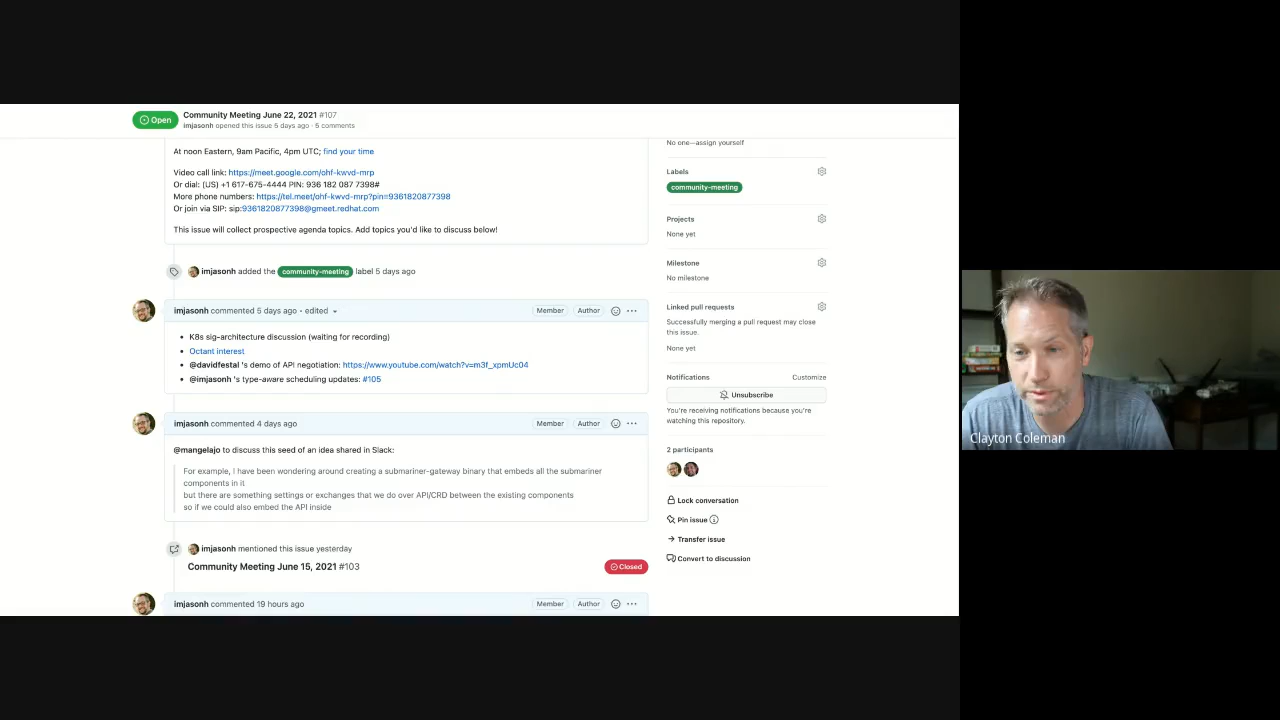 Open
Community Meeting June 22, 2021 #107
imjasonh opened this issue 5 days ago · 5 comments
At noon Eastern, 9am Pacific, 4pm UTC; find your time
Video call link: https://meet.google.com/ohf-kwvd-mrp
Or dial: (US) +1 617-675-4444 PIN: 936 182 087 7398#
More phone numbers: https://tel.meet/ohf-kwvd-mrp?pin=9361820877398
Or join via SIP: sip:9361820877398@gmeet.redhat.com
This issue will collect prospective agenda topics. Add topics you'd like to discuss below!
imjasonh added the community-meeting label 5 days ago
imjasonh commented 5 days ago • edited
Member
Author
• K8s sig-architecture discussion (waiting for recording)
• Octant interest
• @davidfestal 's demo of API negotiation: https://www.youtube.com/watch?v=m3f_xpmUc04
• @imjasonh 's type-aware scheduling updates: #105
imjasonh commented 4 days ago
Member
Author
@mangelajo to discuss this seed of an idea shared in Slack:
For example, I have been wondering around creating a submariner-gateway binary that embeds all the submariner
components in it
but there are something settings or exchanges that we do over API/CRD between the existing components
so if we could also embed the API inside
imjasonh mentioned this issue yesterday
Community Meeting June 15, 2021 #103
Closed
imjasonh commented 19 hours ago
Member
Author
No one—assign yourself
Labels
community-meeting
Projects
None yet
Milestone
No milestone
Linked pull requests
Successfully merging a pull request may close
this issue.
None yet
Notifications
Customize
Unsubscribe
You're receiving notifications because you're
watching this repository.
2 participants
Lock conversation
Pin issue
Transfer issue
Convert to discussion
Clayton Coleman